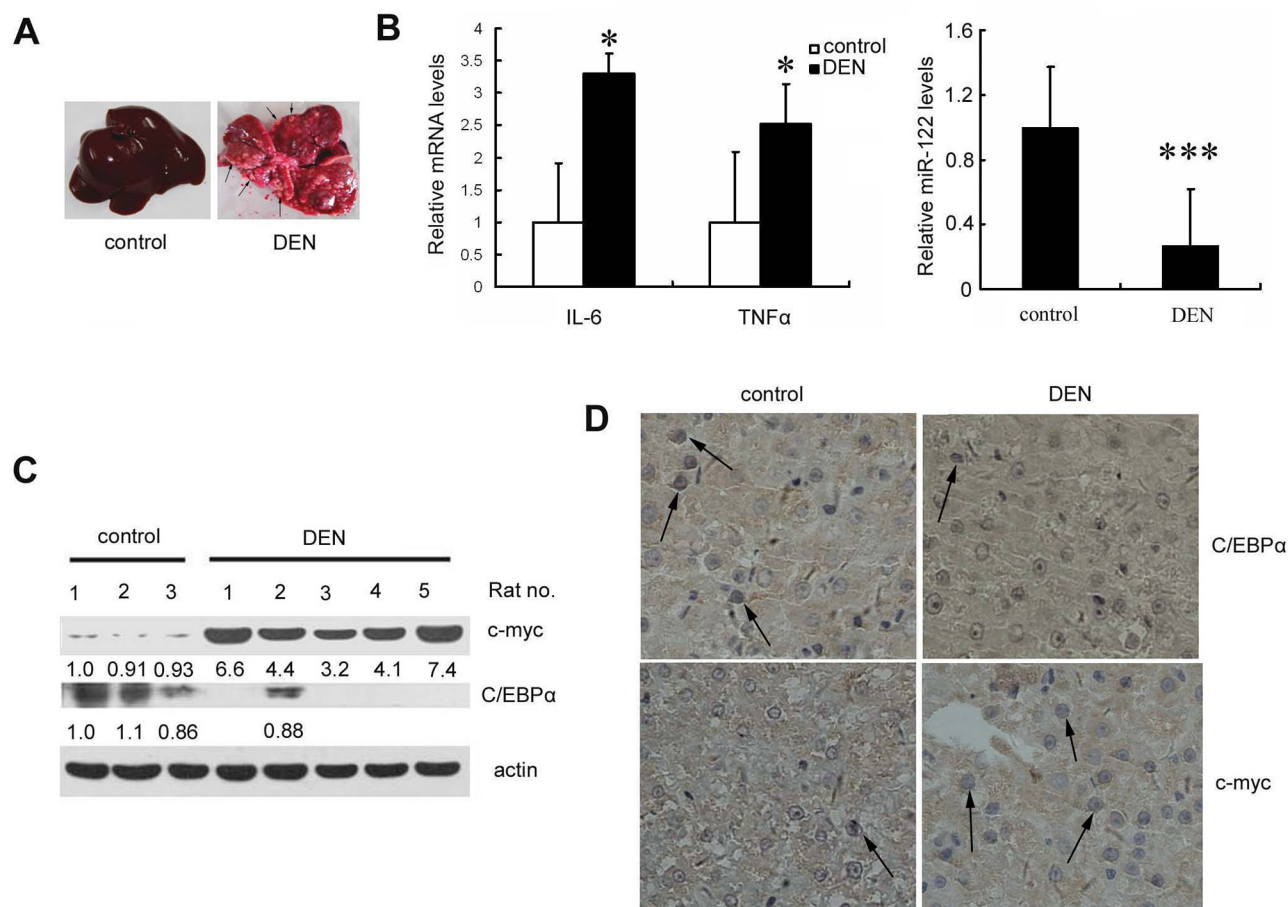 A
control DEN
B
Relative mRNA levels
4
3.5
3
2.5
2
1.5
1
0.5
0
* *
control
DEN
IL-6 TNFα
Relative miR-122 levels
1.6
1.2
0.8
0.4
0
***
control DEN
C
control DEN
1 2 3 1 2 3 4 5 Rat no.
c-myc
1.0 0.91 0.93 6.6 4.4 3.2 4.1 7.4
C/EBPα
1.0 1.1 0.86 0.88
actin
D
control DEN
C/EBPα
c-myc